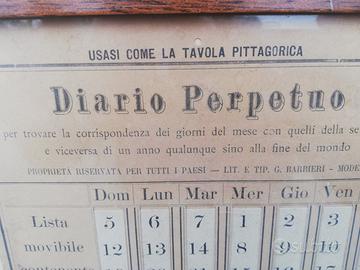 USASI COME LA TAVOLA PITTAGORICA
Diario Perpetuo
per trovare la corrispondenza dei giorni del mese con quelli della se
e viceversa di un anno qualunque sino alla fine del mondo
PROPRIETÀ RISERVATA PER TUTTI I PAESI — LIT. E TIP. G. BARBIERI — MODE
Dom Lun Mar Mer Gio Ven
Lista 5 6 7 1 2 3
movibile 12 13 14 8 9 10